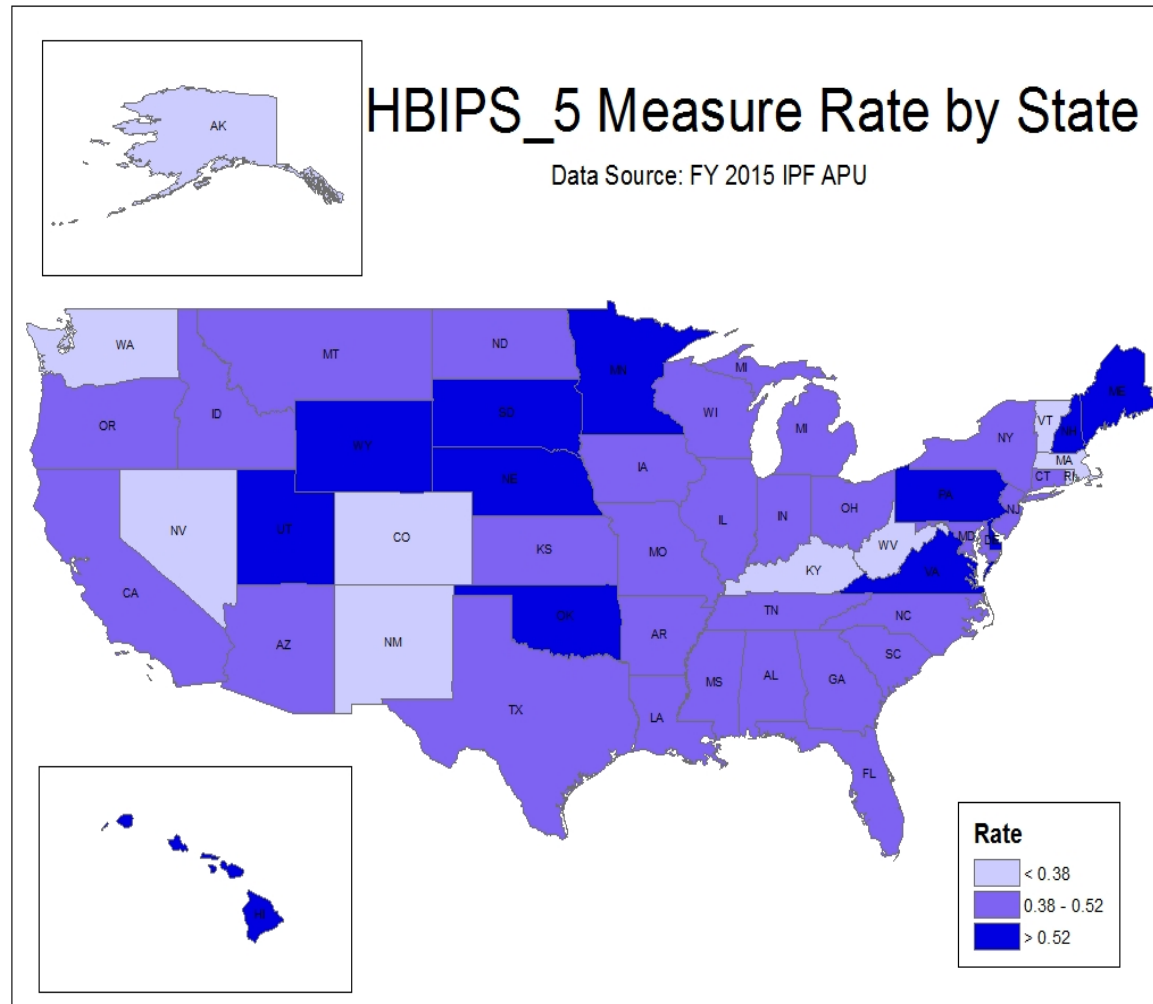 AK
HBIPS_5 Measure Rate by State
Data Source: FY 2015 IPF APU
WA
MT
ND
MN
ME
OR
ID
SD
WI
MI
VT
NH
WY
MI
NY
MA
IA
CT
RI
NE
PA
NV
UT
CO
IL
IN
OH
NJ
MD
DE
KS
MO
WV
VA
KY
CA
OK
TN
NC
AZ
NM
AR
SC
MS
AL
GA
TX
LA
FL
HI
Rate
< 0.38
0.38 - 0.52
> 0.52